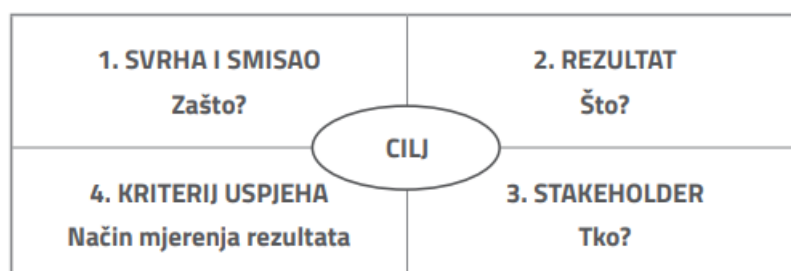 1. SVRHA I SMISAO
Zašto?
2. REZULTAT
Što?
CILJ
4. KRITERIJ USPJEHA
Način mjerenja rezultata
3. STAKEHOLDER
Tko?